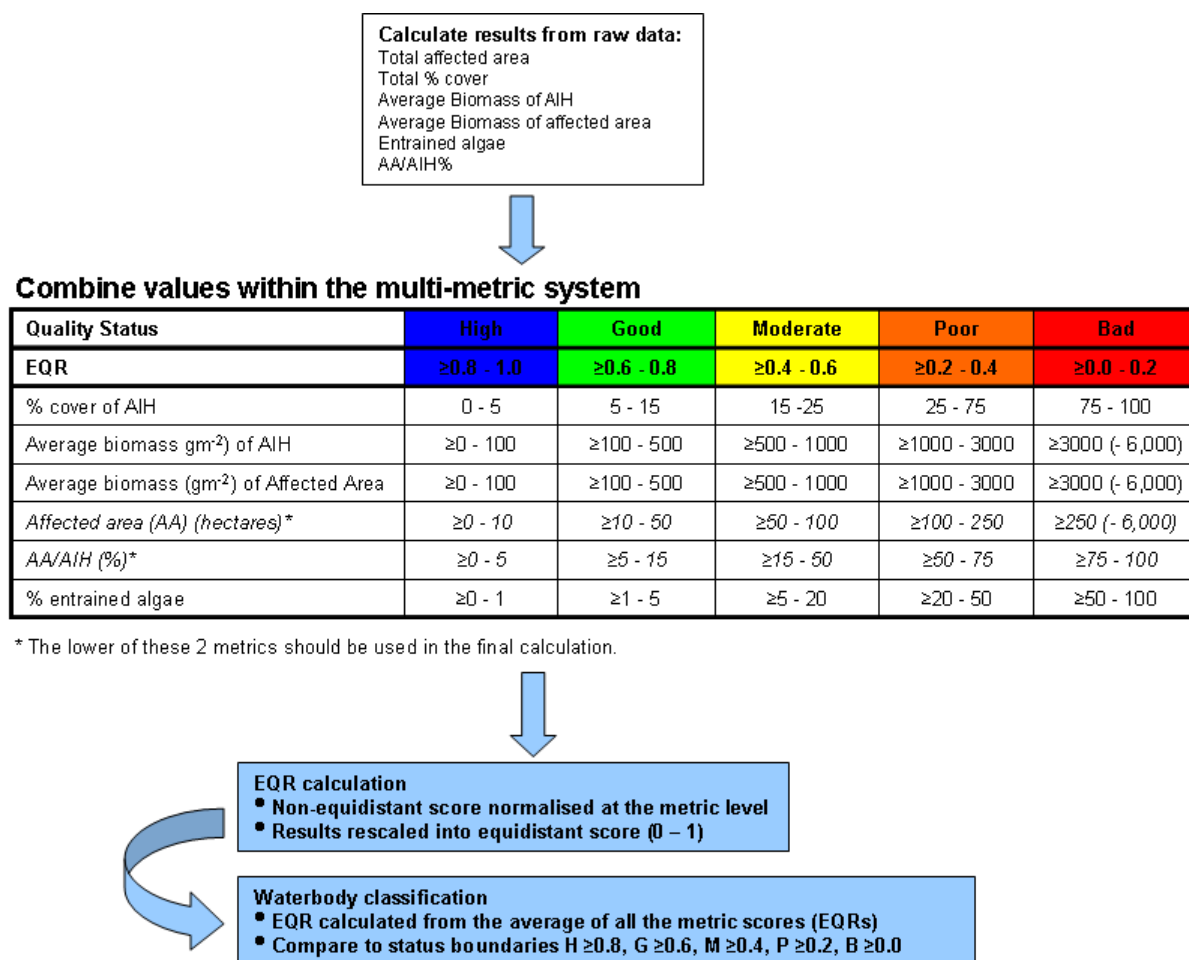 Calculate results from raw data:
Total affected area
Total % cover
Average Biomass of AIH
Average Biomass of affected area
Entrained algae
AA/AIH%
Combine values within the multi-metric system
Quality Status High Good Moderate Poor Bad
EQR ≥0.8 - 1.0 ≥0.6 - 0.8 ≥0.4 - 0.6 ≥0.2 - 0.4 ≥0.0 - 0.2
% cover of AIH 0 - 5 5 - 15 15 -25 25 - 75 75 - 100
Average biomass gm⁻²) of AIH ≥0 - 100 ≥100 - 500 ≥500 - 1000 ≥1000 - 3000 ≥3000 (- 6,000)
Average biomass (gm⁻²) of Affected Area ≥0 - 100 ≥100 - 500 ≥500 - 1000 ≥1000 - 3000 ≥3000 (- 6,000)
Affected area (AA) (hectares)* ≥0 - 10 ≥10 - 50 ≥50 - 100 ≥100 - 250 ≥250 (- 6,000)
AA/AIH (%)* ≥0 - 5 ≥5 - 15 ≥15 - 50 ≥50 - 75 ≥75 - 100
% entrained algae ≥0 - 1 ≥1 - 5 ≥5 - 20 ≥20 - 50 ≥50 - 100
* The lower of these 2 metrics should be used in the final calculation.
EQR calculation
• Non-equidistant score normalised at the metric level
• Results rescaled into equidistant score (0 – 1)
Waterbody classification
• EQR calculated from the average of all the metric scores (EQRs)
• Compare to status boundaries H ≥0.8, G ≥0.6, M ≥0.4, P ≥0.2, B ≥0.0